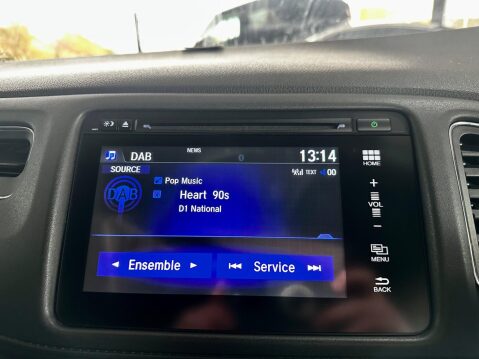 DAB
NEWS
13:14
SOURCE
TEXT 00
Pop Music
DAB
Heart 90s
D1 National
Ensemble
Service
HOME
+
VOL
-
MENU
BACK